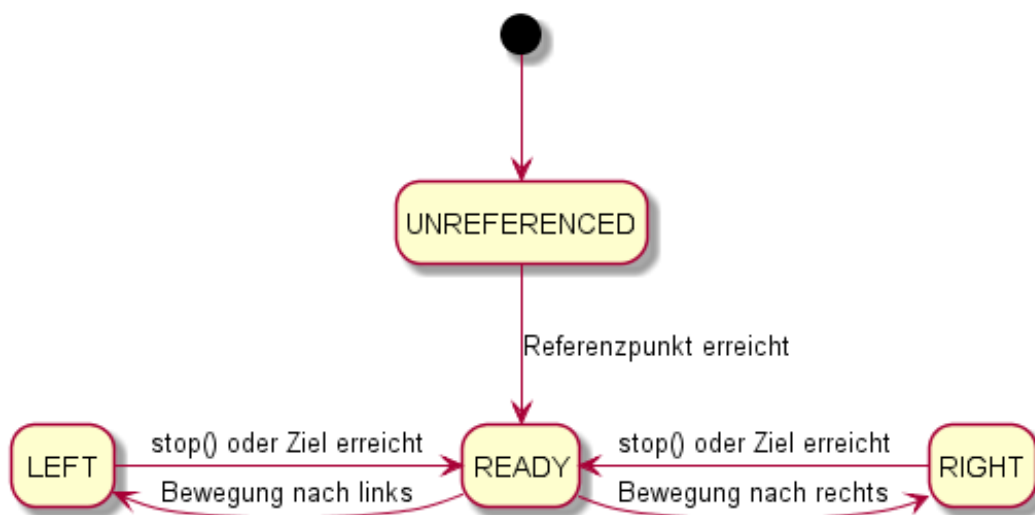 UNREFERENCED
Referenzpunkt erreicht
LEFT
stop() oder Ziel erreicht
Bewegung nach links
READY
stop() oder Ziel erreicht
Bewegung nach rechts
RIGHT